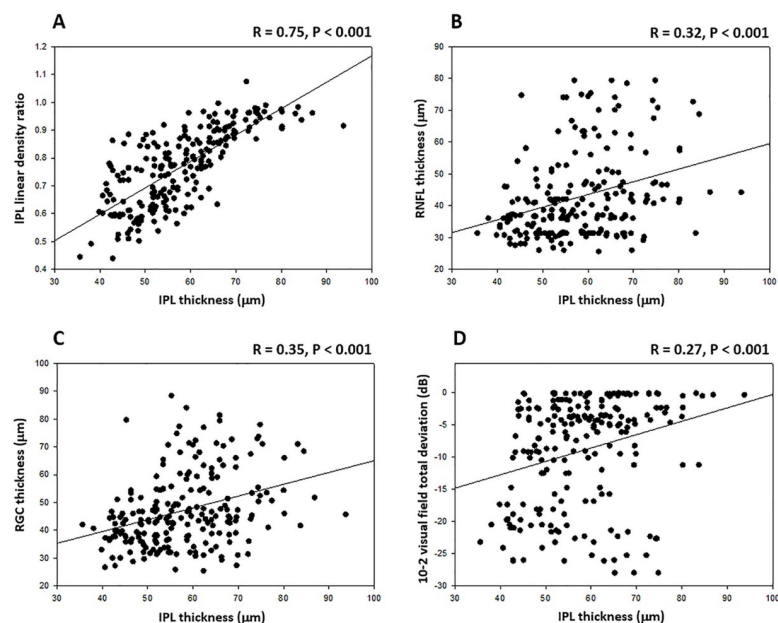 A
R = 0.75, P < 0.001
1.2
1.1
1.0
0.9
0.8
0.7
0.6
0.5
0.4
IPL linear density ratio
30 40 50 60 70 80 90 100
IPL thickness (µm)
B
R = 0.32, P < 0.001
90
80
70
60
50
40
30
20
RNFL thickness (µm)
30 40 50 60 70 80 90 100
IPL thickness (µm)
C
R = 0.35, P < 0.001
100
90
80
70
60
50
40
30
20
RGC thickness (µm)
30 40 50 60 70 80 90 100
IPL thickness (µm)
D
R = 0.27, P < 0.001
0
-5
-10
-15
-20
-25
-30
10-2 visual field total deviation (dB)
30 40 50 60 70 80 90 100
IPL thickness (µm)